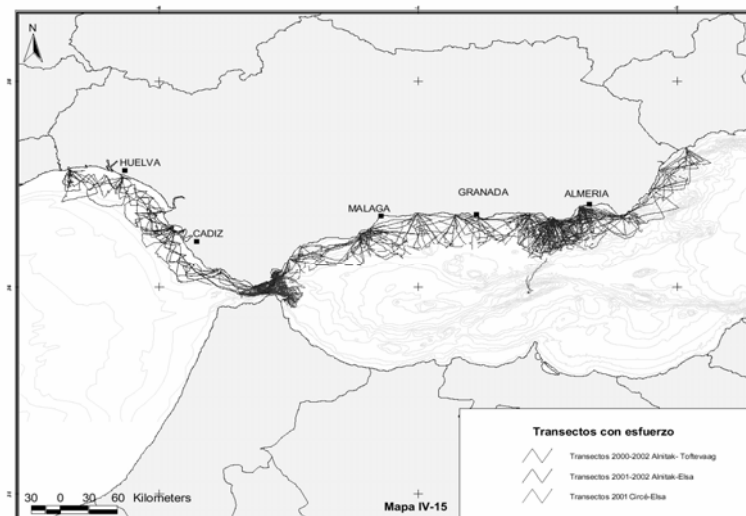 N
HUELVA
CADIZ
MALAGA
GRANADA
ALMERIA
Transectos con esfuerzo
Transectos 2000-2002 Alnitak- Toftevaag
Transectos 2001-2002 Alnitak-Elsa
Transectos 2001 Circé-Elsa
30 0 30 60 Kilometers
Mapa IV-15